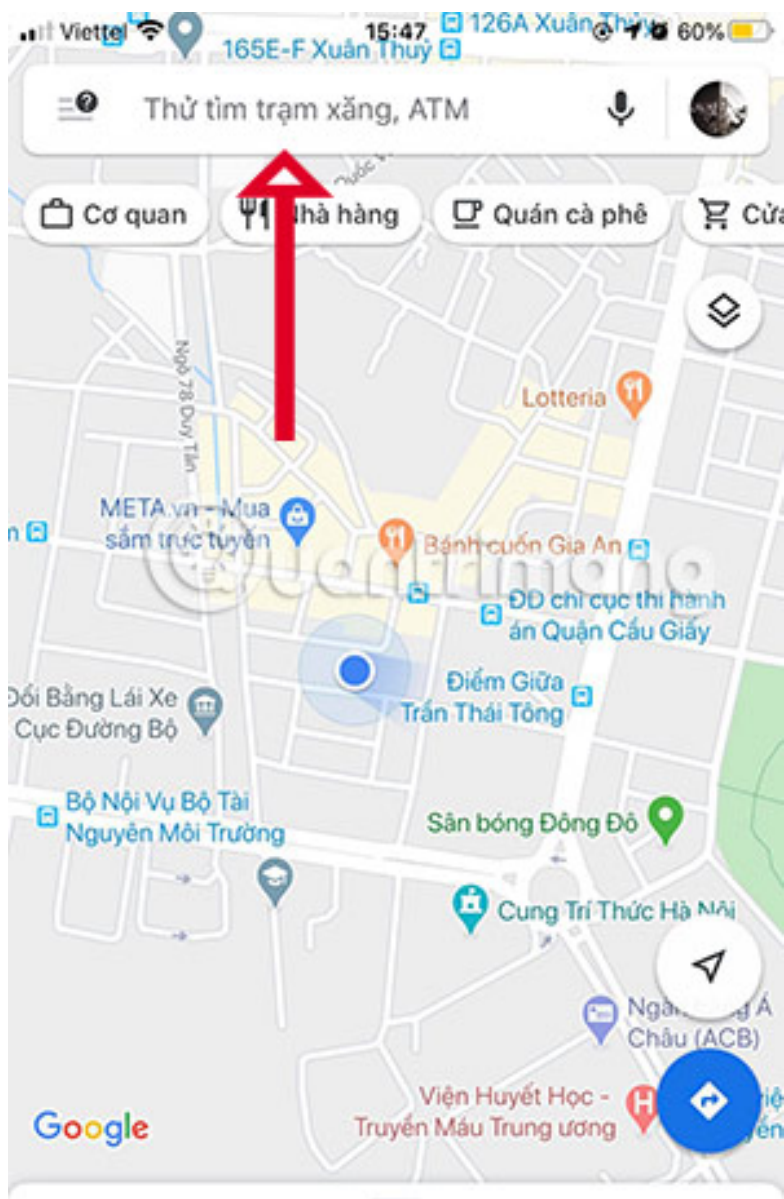 Viettel
15:47
60%
126A Xuân Thủy
165E-F Xuân Thuỷ
Thử tìm trạm xăng, ATM
Cơ quan
Nhà hàng
Quán cà phê
Ngõ 78 Duy Tân
Lotteria
META.vn - Mua
sắm trực tuyến
Bánh cuốn Gia An
Quantrimang
ĐD chi cục thi hành
án Quận Cầu Giấy
Điểm Giữa
Trần Thái Tông
Đổi Bằng Lái Xe
Cục Đường Bộ
Bộ Nội Vụ Bộ Tài
Nguyên Môi Trường
Sân bóng Đông Đô
Cung Trí Thức Hà Nội
Á
Châu (ACB)
Viện Huyết Học -
Truyền Máu Trung ương
H
Google